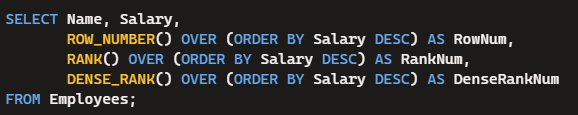 SELECT Name, Salary,
       ROW_NUMBER() OVER (ORDER BY Salary DESC) AS RowNum,
       RANK() OVER (ORDER BY Salary DESC) AS RankNum,
       DENSE_RANK() OVER (ORDER BY Salary DESC) AS DenseRankNum
FROM Employees;